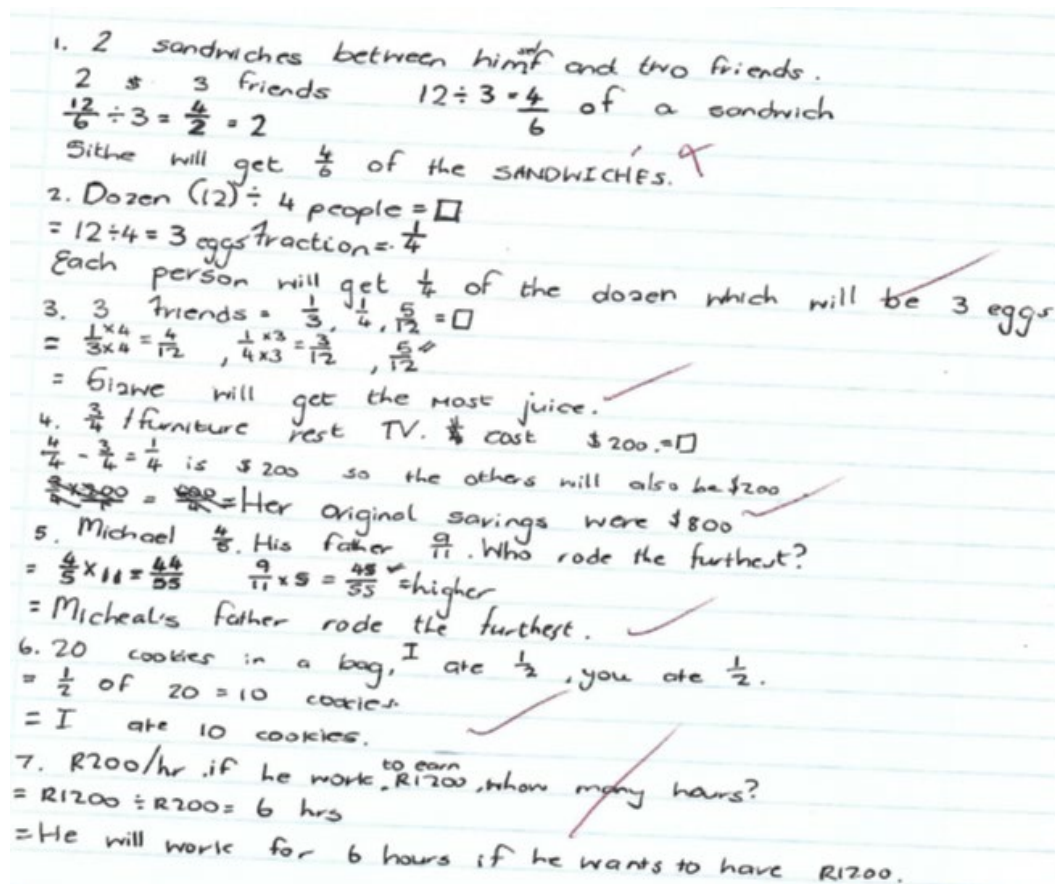 1. 2 sandwiches between himself and two friends.
2 3 friends 12 ÷ 3 = 4/6 of a sandwich
12/6 ÷ 3 = 4/2 = 2
Sithe will get 4/6 of the SANDWICHES.
2. Dozen (12) ÷ 4 people = □
= 12 ÷ 4 = 3 eggs fraction = 1/4
Each person will get 1/4 of the dozen which will be 3 eggs
3. 3 friends = 1/3, 1/4, 5/12 = □
= 1/3 ×4/×4 = 4/12, 1/4 ×3/×3 = 3/12, 5/12
= will get the most juice.
4. 3/4 furniture rest TV. cost $200. = □
4/4 - 3/4 = 1/4 is $200 so the others will also be $200
= Her original savings were $800
5. Michael 4/5. His father 9/11. Who rode the furthest?
= 4/5 × 11 = 44/55 9/11 × 5 = 45/55 = higher
= Micheal's father rode the furthest.
6. 20 cookies in a bag, I ate 1/2, you ate 1/2.
= 1/2 of 20 = 10 cookies.
= I ate 10 cookies.
7. R200/hr. if he work to earn R1200, how many hours?
= R1200 ÷ R200 = 6 hrs
= He will work for 6 hours if he wants to have R1200.